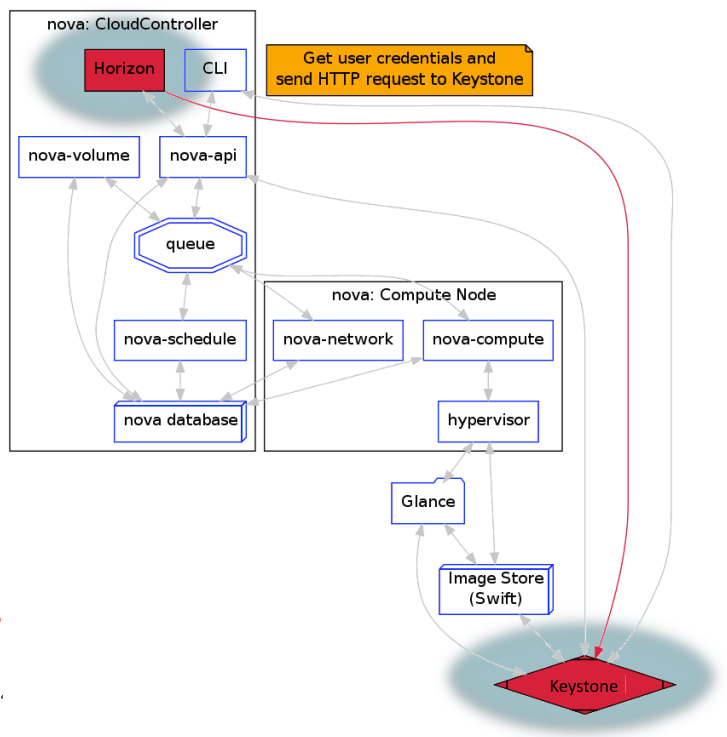 nova: CloudController
Horizon
CLI
Get user credentials and
send HTTP request to Keystone
nova-volume
nova-api
queue
nova: Compute Node
nova-schedule
nova-network
nova-compute
nova database
hypervisor
Glance
Image Store
(Swift)
Keystone